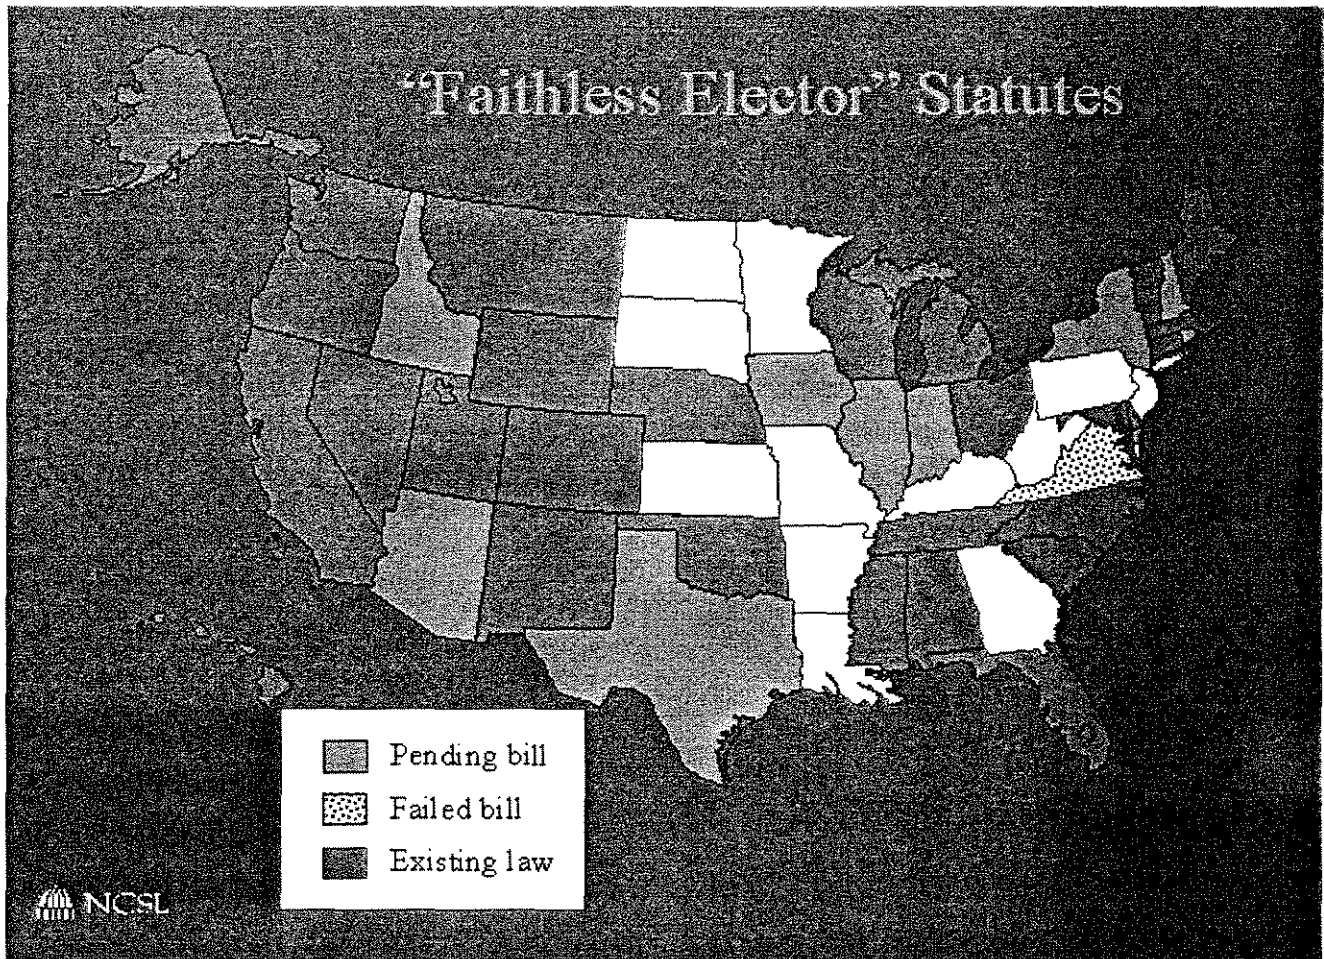 “Faithless Elector” Statutes
Pending bill
Failed bill
Existing law
NCSL